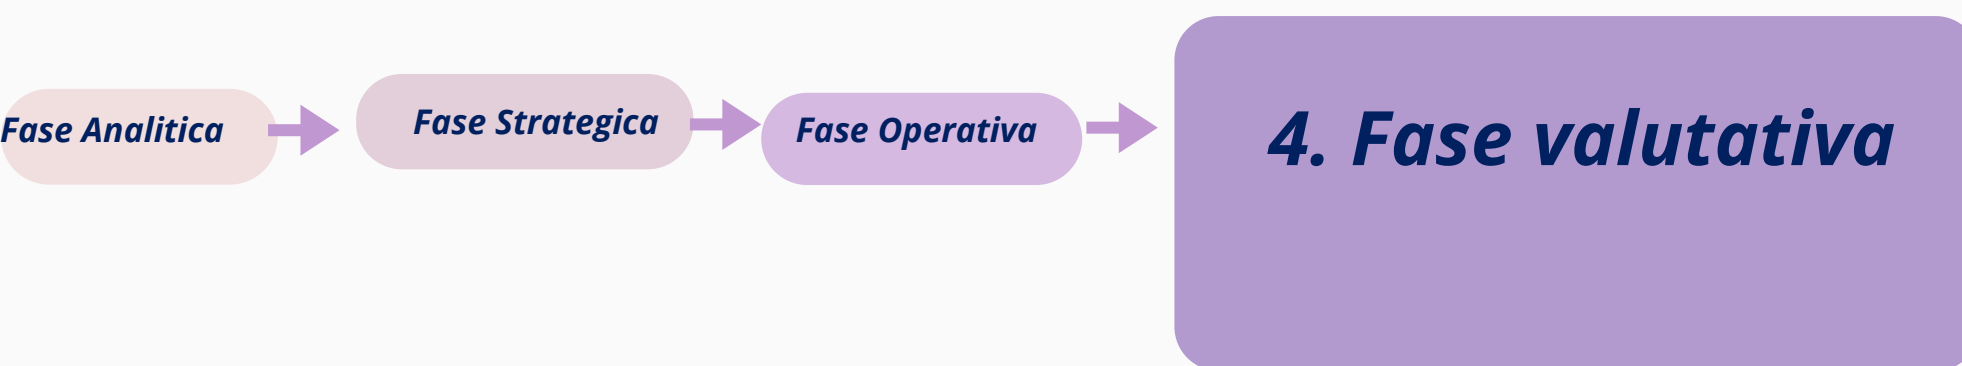 Fase Analitica
Fase Strategica
Fase Operativa
4. Fase valutativa